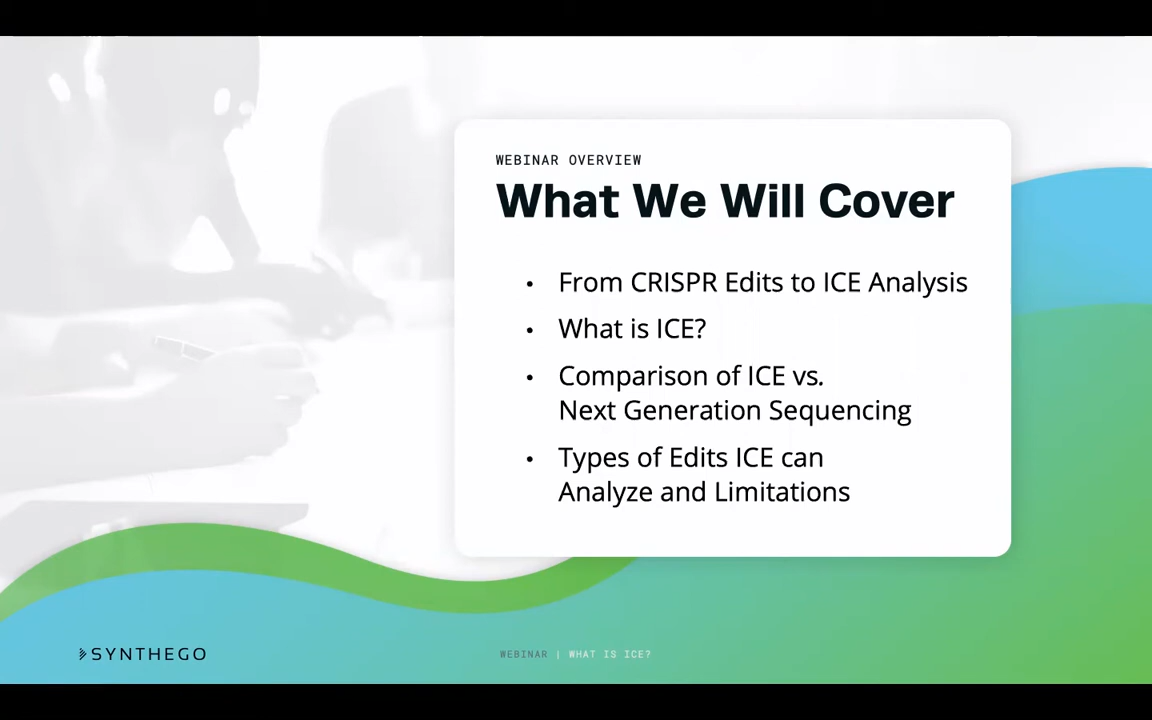 WEBINAR OVERVIEW
What We Will Cover
• From CRISPR Edits to ICE Analysis
• What is ICE?
• Comparison of ICE vs.
Next Generation Sequencing
• Types of Edits ICE can
Analyze and Limitations
SYNTHEGO
WEBINAR | WHAT IS ICE?